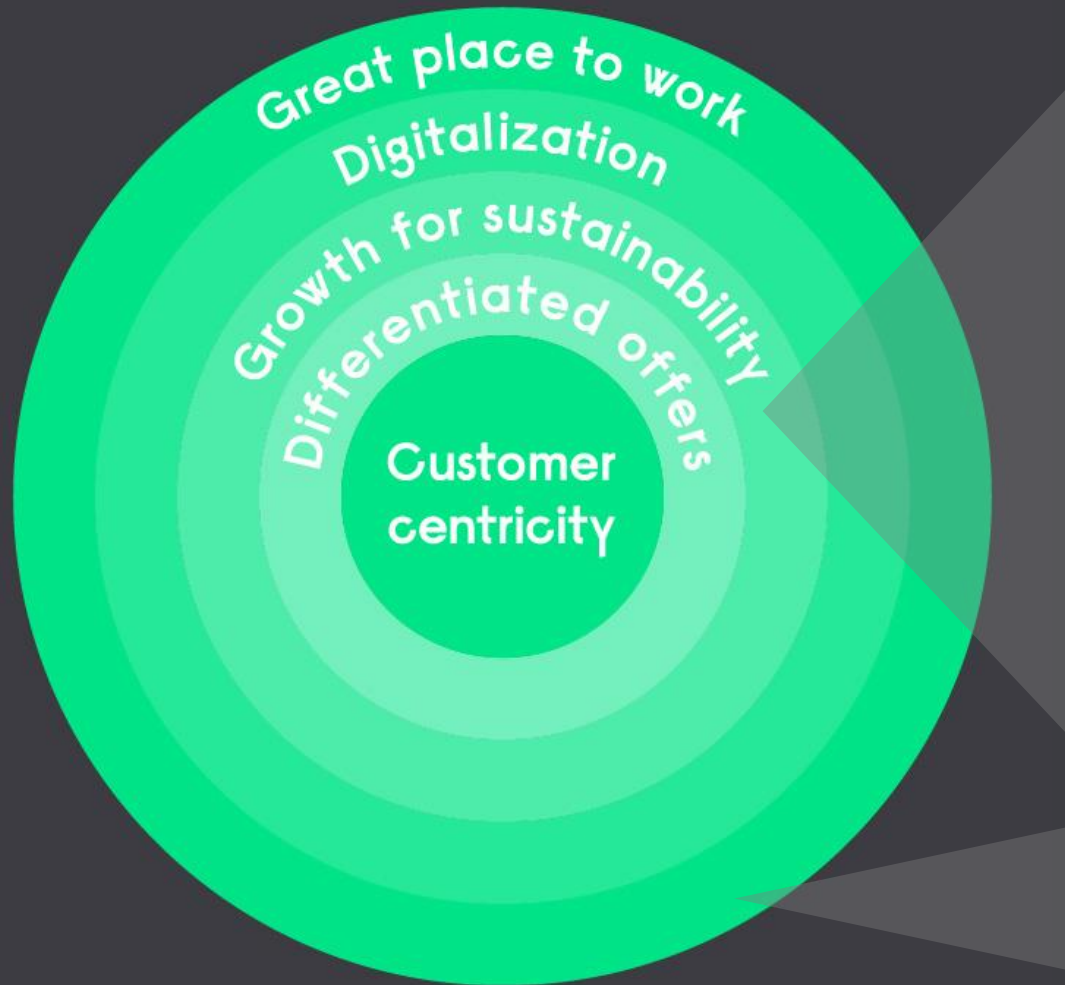 Great place to work
Digitalization
Growth for sustainability
Differentiated offers
Customer
centricity